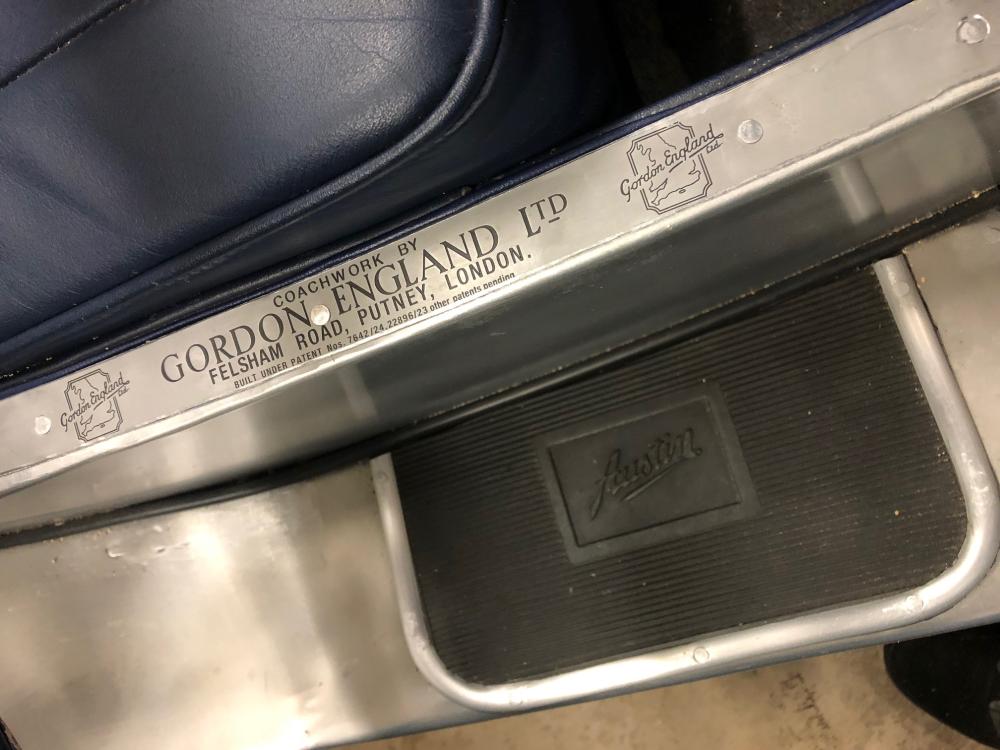 COACHWORK BY
GORDON ENGLAND LTD
FELSHAM ROAD, PUTNEY, LONDON.
BUILT UNDER PATENT Nos. 7642/24.22896/23 other patents pending
Gordon England Ltd.
Gordon England Ltd.
Austin